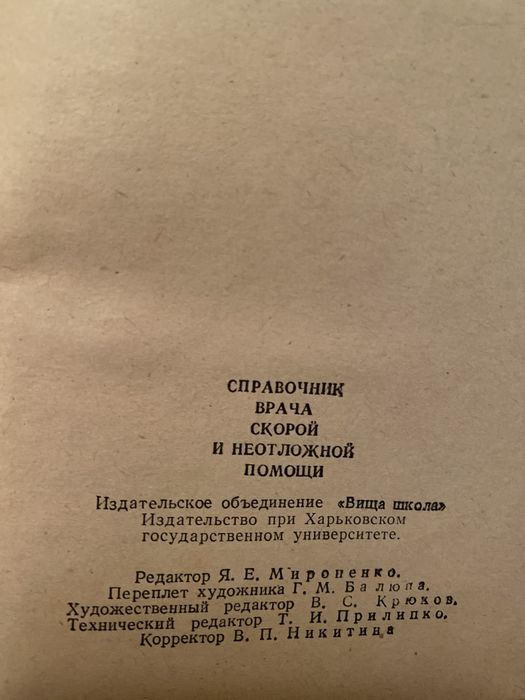 СПРАВОЧНИК
ВРАЧА
СКОРОЙ
И НЕОТЛОЖНОЙ
ПОМОЩИ
Издательское объединение «Вища школа»
Издательство при Харьковском
государственном университете.
Редактор Я. Е. Мироненко.
Переплет художника Г. М. Балюпа.
Художественный редактор В. С. Крюков.
Технический редактор Т. И. Прилипко.
Корректор В. П. Никитина